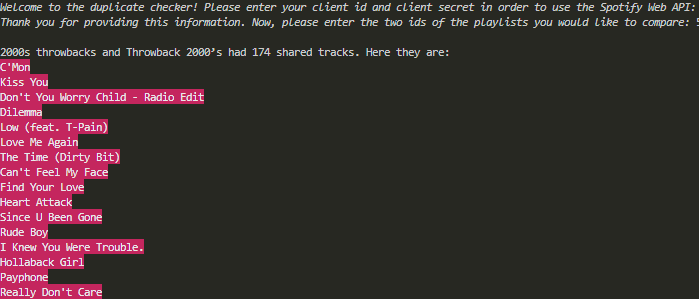 Welcome to the duplicate checker! Please enter your client id and client secret in order to use the Spotify Web API:
Thank you for providing this information. Now, please enter the two ids of the playlists you would like to compare:
2000s throbacks and Throwback 2000's had 174 shared tracks. Here they are:
C'Mon
Kiss You
Don't You Worry Child - Radio Edit
Dilemma
Low (feat. T-Pain)
Love Me Again
The Time (Dirty Bit)
Can't Feel My Face
Find Your Love
Heart Attack
Since U Been Gone
Rude Boy
I Knew You Were Trouble.
Hollaback Girl
Payphone
Really Don't Care